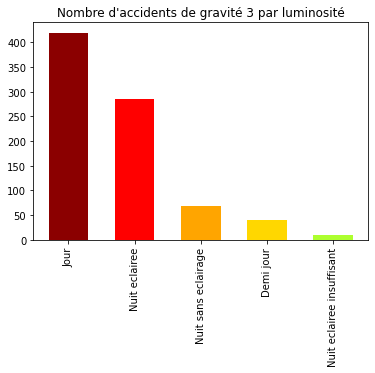 Nombre d'accidents de gravité 3 par luminosité
400
350
300
250
200
150
100
50
0
Jour
Nuit eclairee
Nuit sans eclairage
Demi jour
Nuit eclairee insuffisant